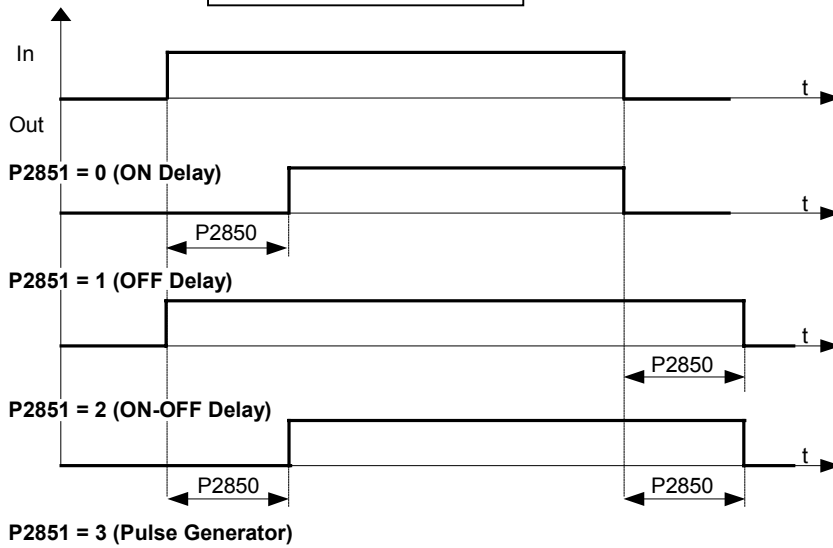 In
t
Out
P2851 = 0 (ON Delay)
t
P2850
P2851 = 1 (OFF Delay)
t
P2850
P2851 = 2 (ON-OFF Delay)
t
P2850 P2850
P2851 = 3 (Pulse Generator)